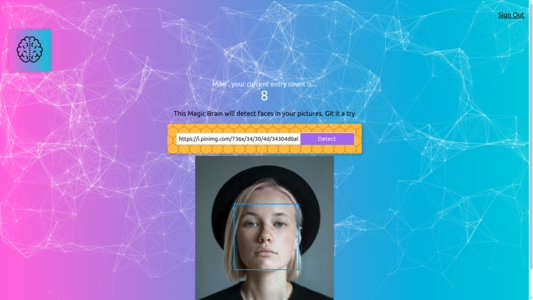 Sign Out
Mike , your current entry count is...
8
This Magic Brain will detect faces in your pictures. Git it a try
https://i.pinimg.com/736x/34/30/4d/34304d0a
Detect